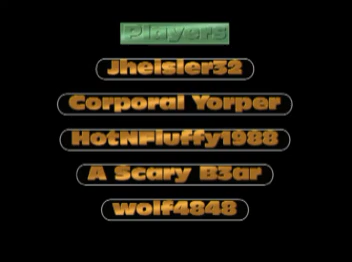 Players
Jheisler32
Corporal Yorper
HotNFluffy1988
A Scary B3ar
wolf4848